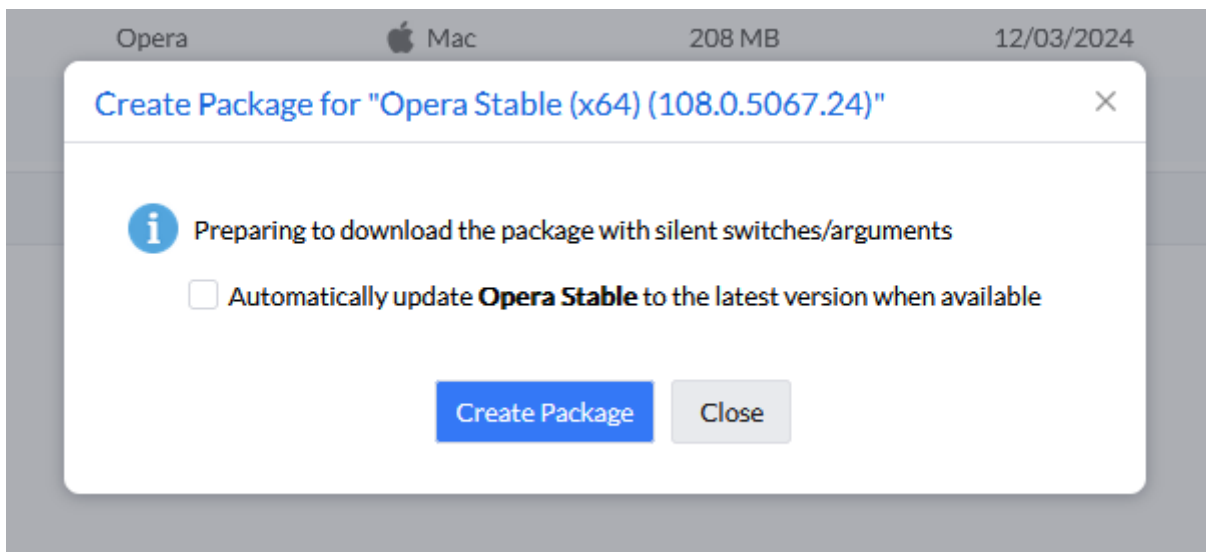 Opera Mac 208 MB 12/03/2024
Create Package for "Opera Stable (x64) (108.0.5067.24)"
Preparing to download the package with silent switches/arguments
Automatically update Opera Stable to the latest version when available
Create Package Close